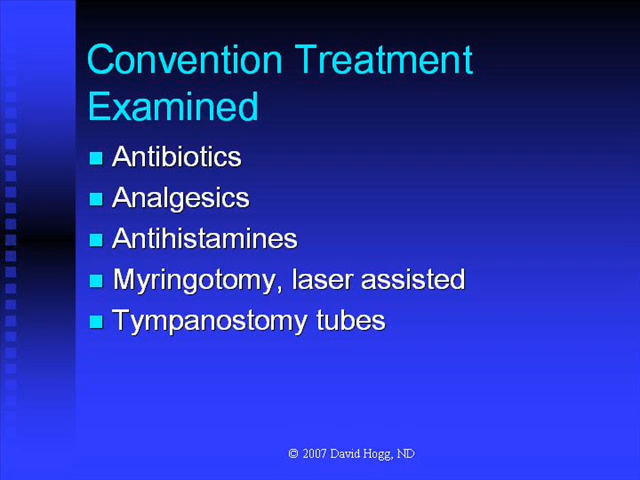 Convention Treatment
Examined
Antibiotics
Analgesics
Antihistamines
Myringotomy, laser assisted
Tympanostomy tubes
© 2007 David Hogg, ND